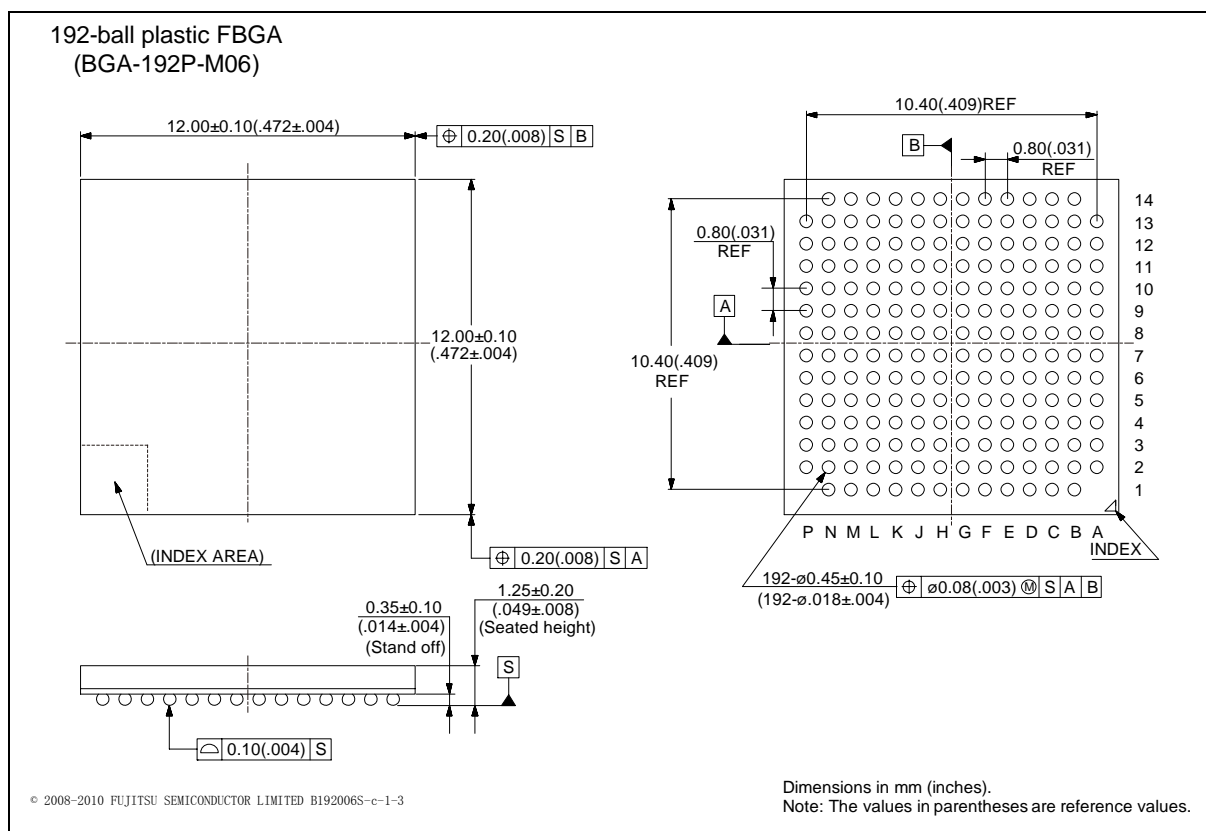 192-ball plastic FBGA
(BGA-192P-M06)
12.00±0.10(.472±.004)
⌖ 0.20(.008) S B
12.00±0.10
(.472±.004)
(INDEX AREA)
⌖ 0.20(.008) S A
10.40(.409)REF
B
0.80(.031)
REF
0.80(.031)
REF
A
10.40(.409)
REF
14
13
12
11
10
9
8
7
6
5
4
3
2
1
P N M L K J H G F E D C B A
INDEX
192-ø0.45±0.10
(192-ø.018±.004)
⌖ ø0.08(.003) Ⓜ S A B
0.35±0.10
(.014±.004)
(Stand off)
1.25±0.20
(.049±.008)
(Seated height)
S
⌓ 0.10(.004) S
© 2008-2010 FUJITSU SEMICONDUCTOR LIMITED B192006S-c-1-3
Dimensions in mm (inches).
Note: The values in parentheses are reference values.